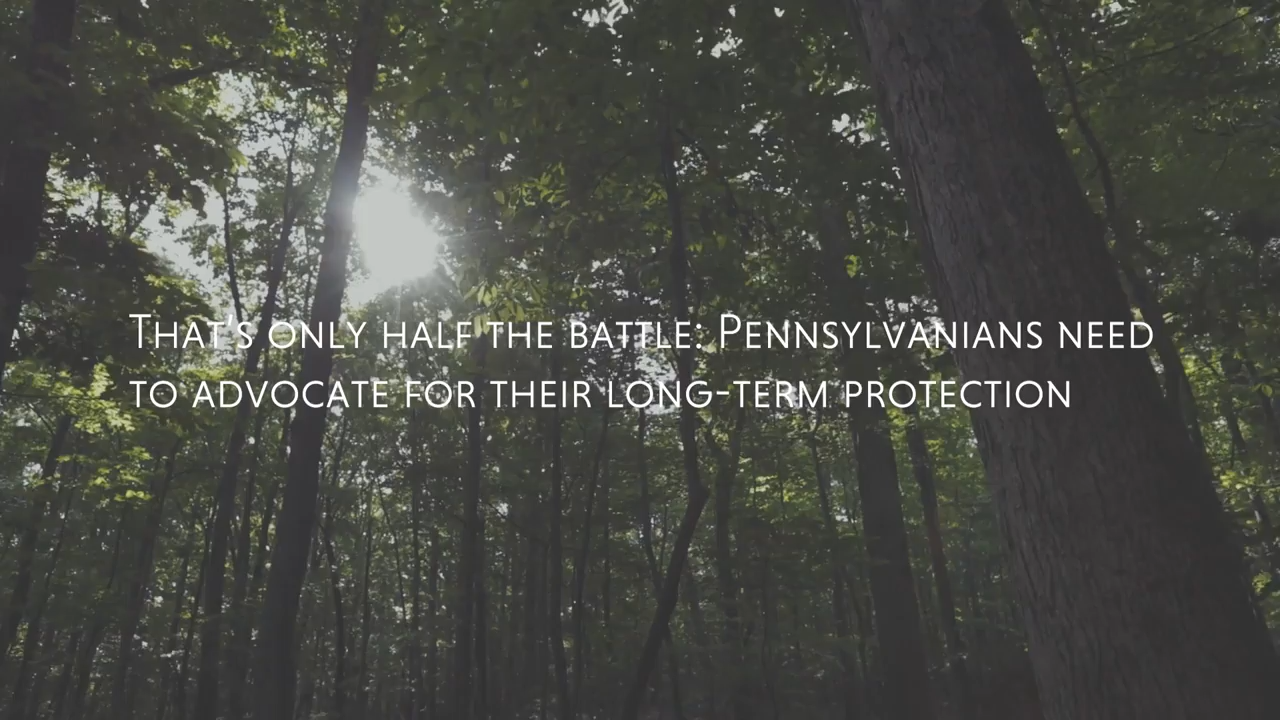 That's only half the battle: Pennsylvanians need
to advocate for their long-term protection